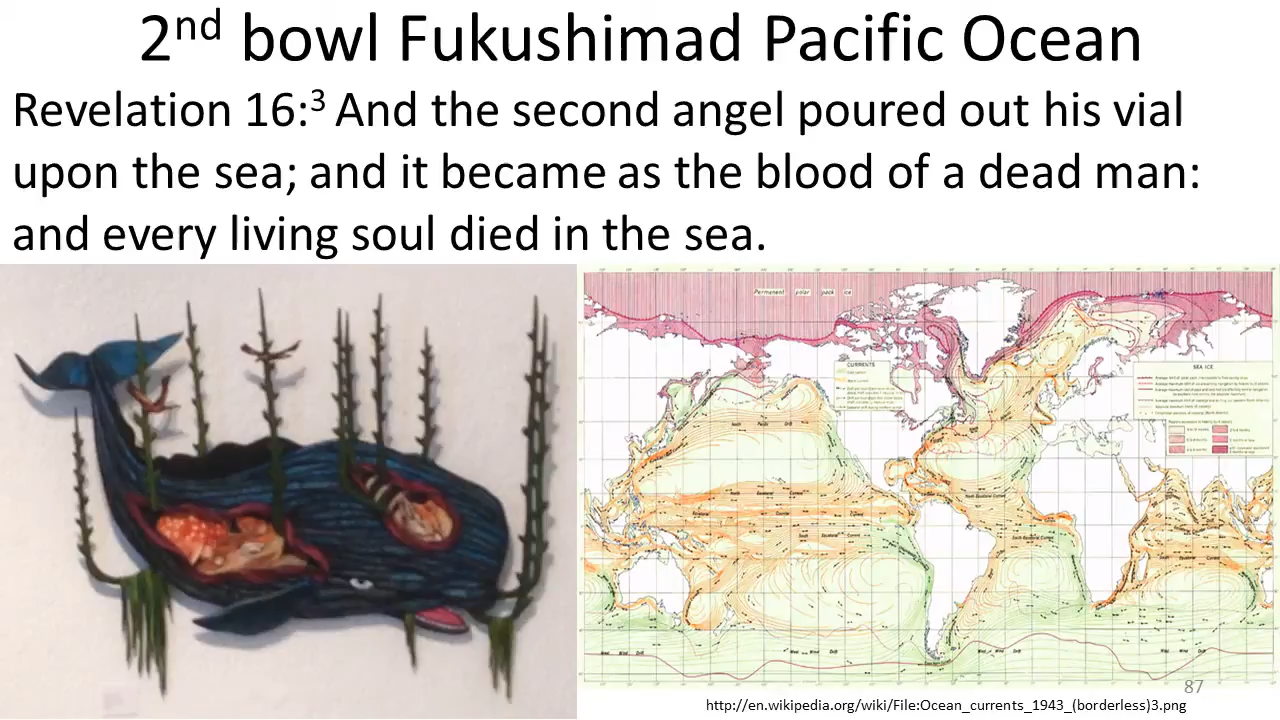 2nd bowl Fukushimad Pacific Ocean
Revelation 16:3 And the second angel poured out his vial
upon the sea; and it became as the blood of a dead man:
and every living soul died in the sea.
Permanent polar pack ice
CURRENTS
SEA ICE
87
http://en.wikipedia.org/wiki/File:Ocean_currents_1943_(borderless)3.png